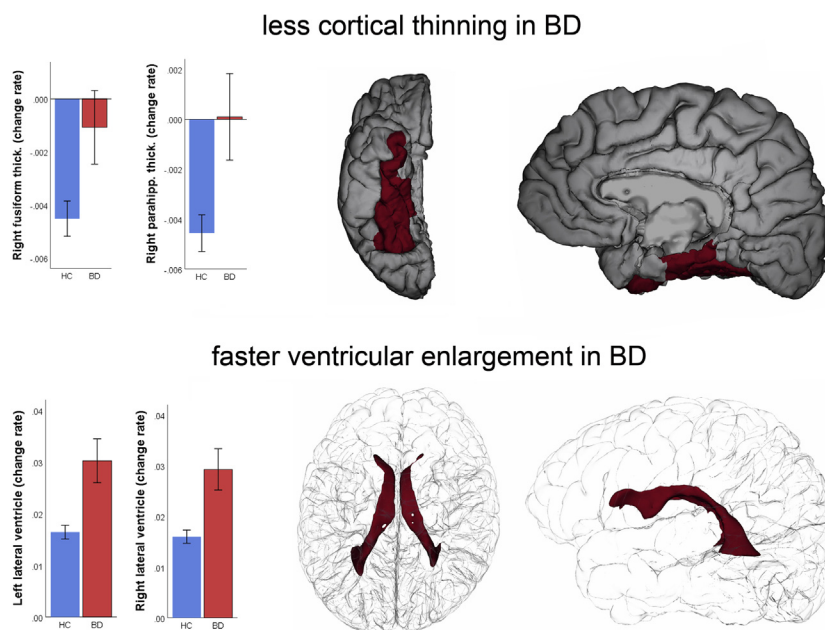 less cortical thinning in BD
Right fusiform thick. (change rate)
.000
-.002
-.004
-.006
HC BD
Right parahipp. thick. (change rate)
.002
.000
-.002
-.004
-.006
HC BD
faster ventricular enlargement in BD
Left lateral ventricle (change rate)
.04
.03
.02
.01
.00
HC BD
Right lateral ventricle (change rate)
.04
.03
.02
.01
.00
HC BD